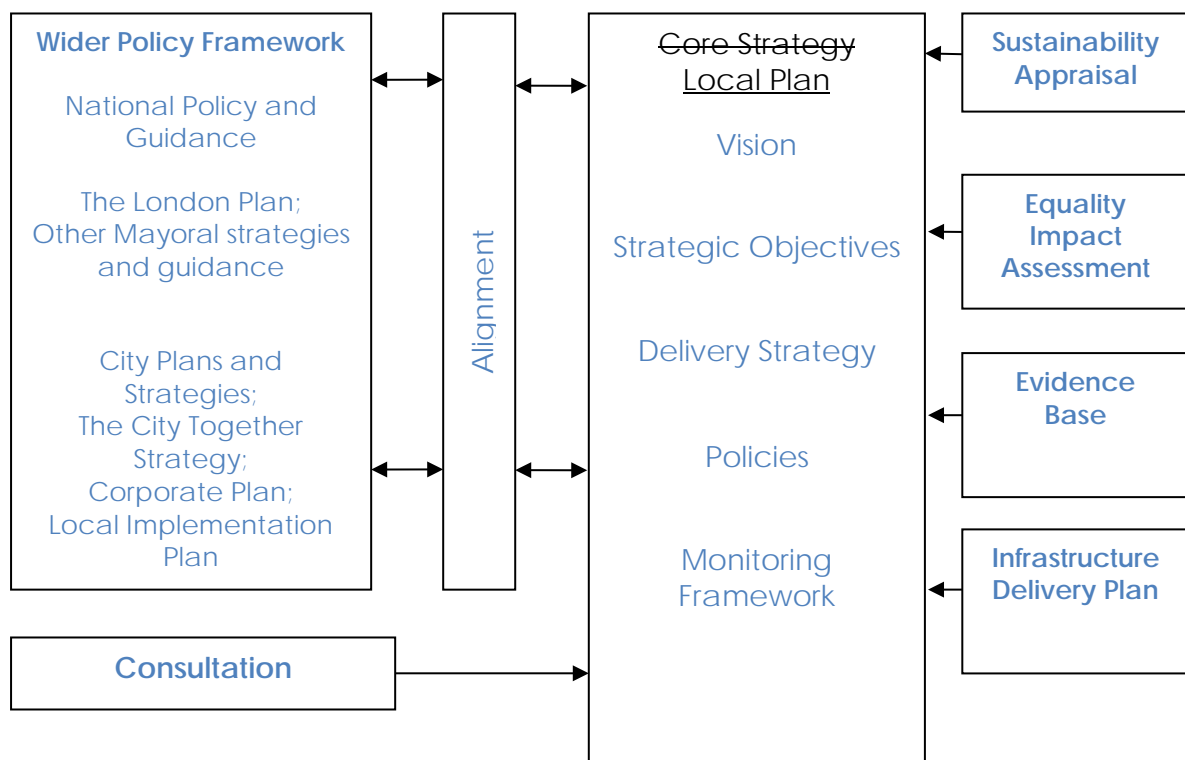 Wider Policy Framework
National Policy and
Guidance
The London Plan;
Other Mayoral strategies
and guidance
City Plans and
Strategies;
The City Together
Strategy;
Corporate Plan;
Local Implementation
Plan
Alignment
Core Strategy
Local Plan
Vision
Strategic Objectives
Delivery Strategy
Policies
Monitoring
Framework
Sustainability
Appraisal
Equality
Impact
Assessment
Evidence
Base
Infrastructure
Delivery Plan
Consultation